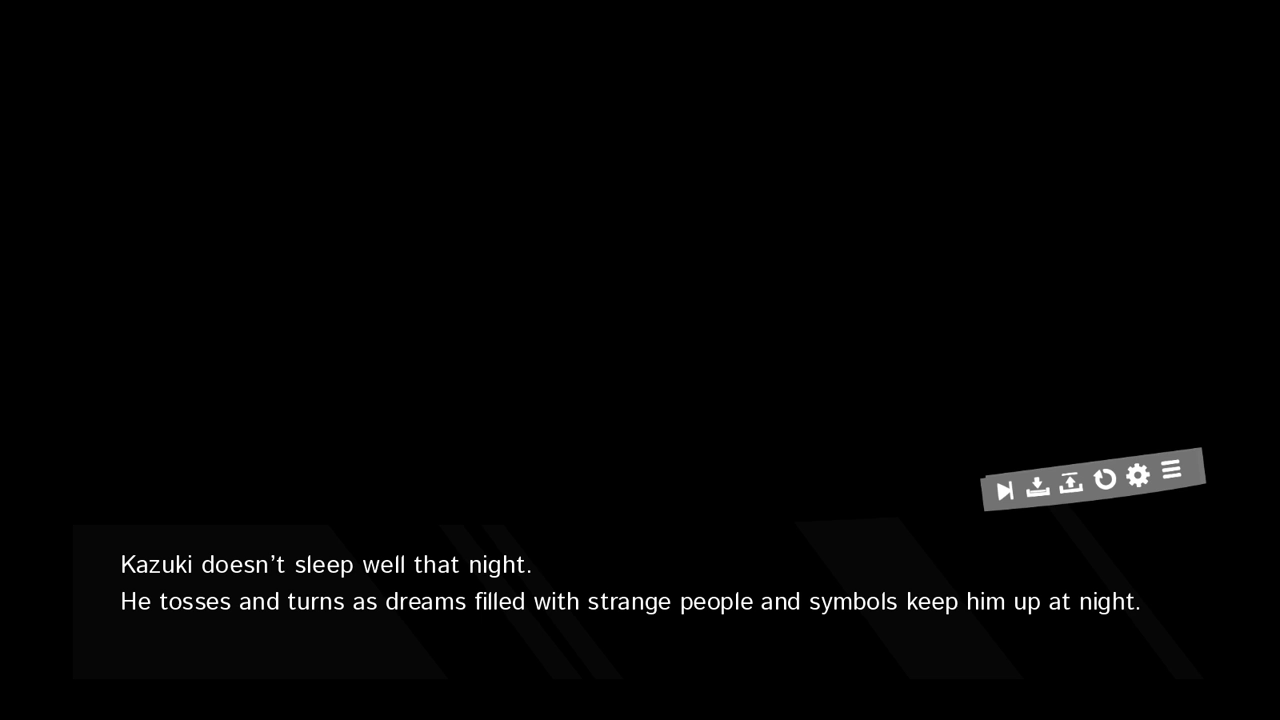 Kazuki doesn’t sleep well that night.
He tosses and turns as dreams filled with strange people and symbols keep him up at night.